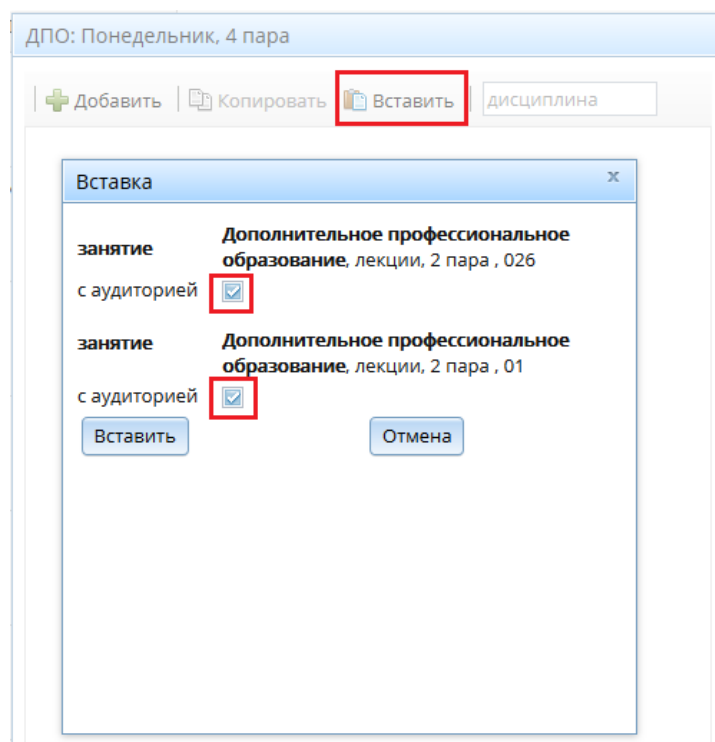 ДПО: Понедельник, 4 пара
Добавить Копировать Вставить дисциплина
Вставка x
занятие Дополнительное профессиональное
образование, лекции, 2 пара , 026
с аудиторией
занятие Дополнительное профессиональное
образование, лекции, 2 пара , 01
с аудиторией
Вставить Отмена